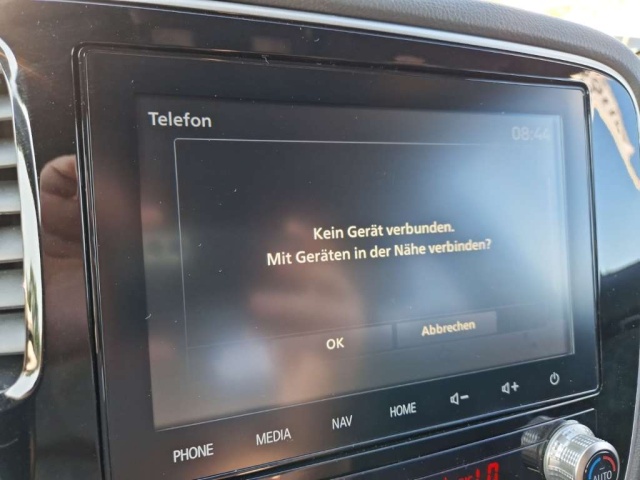 Telefon
08:44
Kein Gerät verbunden.
Mit Geräten in der Nähe verbinden?
OK
Abbrechen
PHONE
MEDIA
NAV
HOME
AUTO